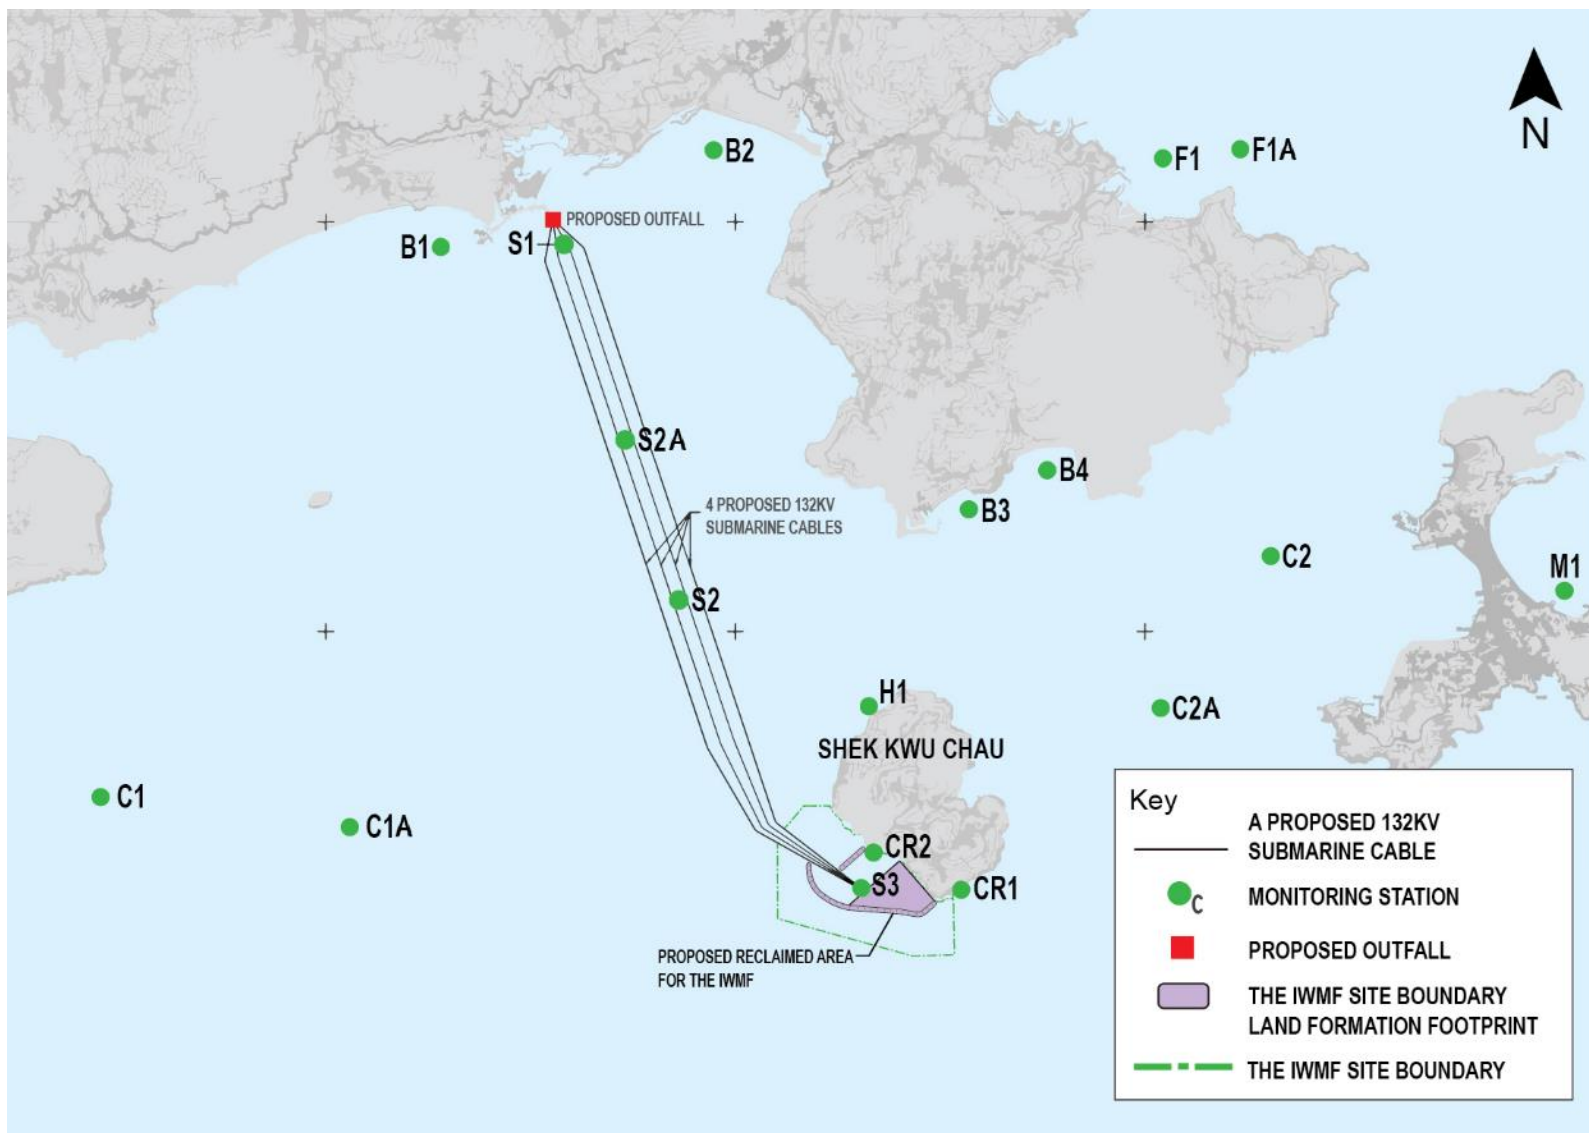 N
B2
F1
F1A
PROPOSED OUTFALL
B1
S1
S2A
B4
4 PROPOSED 132KV
SUBMARINE CABLES
B3
C2
M1
S2
H1
C2A
SHEK KWU CHAU
C1
C1A
CR2
S3
CR1
PROPOSED RECLAIMED AREA
FOR THE IWMF
Key
A PROPOSED 132KV
SUBMARINE CABLE
C
MONITORING STATION
PROPOSED OUTFALL
THE IWMF SITE BOUNDARY
LAND FORMATION FOOTPRINT
THE IWMF SITE BOUNDARY